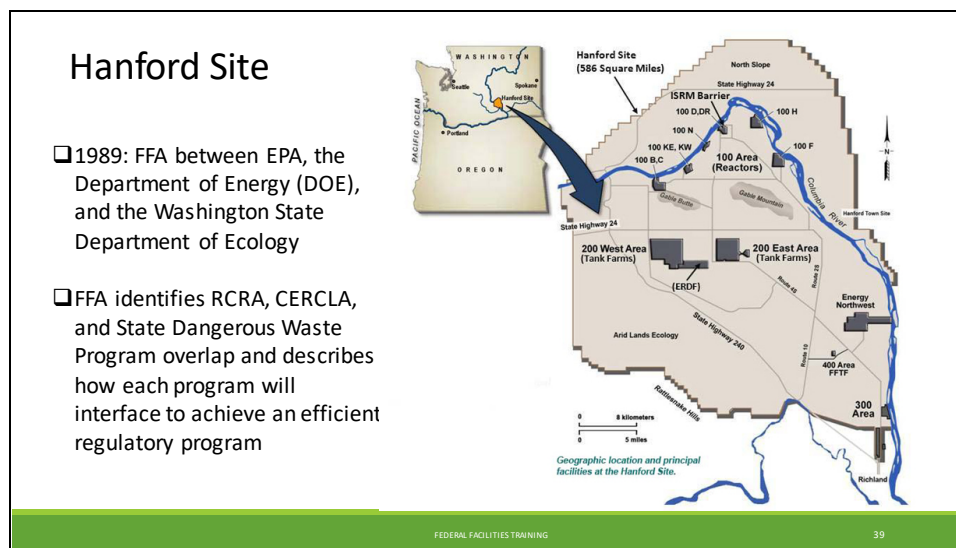 Hanford Site
❑1989: FFA between EPA, the
Department of Energy (DOE),
and the Washington State
Department of Ecology
❑FFA identifies RCRA, CERCLA,
and State Dangerous Waste
Program overlap and describes
how each program will
interface to achieve an efficient
regulatory program
WASHINGTON
Seattle
Spokane
Hanford Site
Portland
PACIFIC OCEAN
OREGON
Hanford Site
(586 Square Miles)
North Slope
State Highway 24
ISRM Barrier
100 D,DR
100 H
100 N
100 KE, KW
100 B,C
100 Area
(Reactors)
100 F
N
Gable Butte
Gable Mountain
Columbia River
Hanford Town Site
State Highway 24
200 West Area
(Tank Farms)
200 East Area
(Tank Farms)
(ERDF)
Route 2S
Route 4S
Energy
Northwest
State Highway 240
Arid Lands Ecology
Route 10
400 Area
FFTF
Rattlesnake Hills
300
Area
0 8 kilometers
0 5 miles
Geographic location and principal
facilities at the Hanford Site.
Richland
FEDERAL FACILITIES TRAINING
39